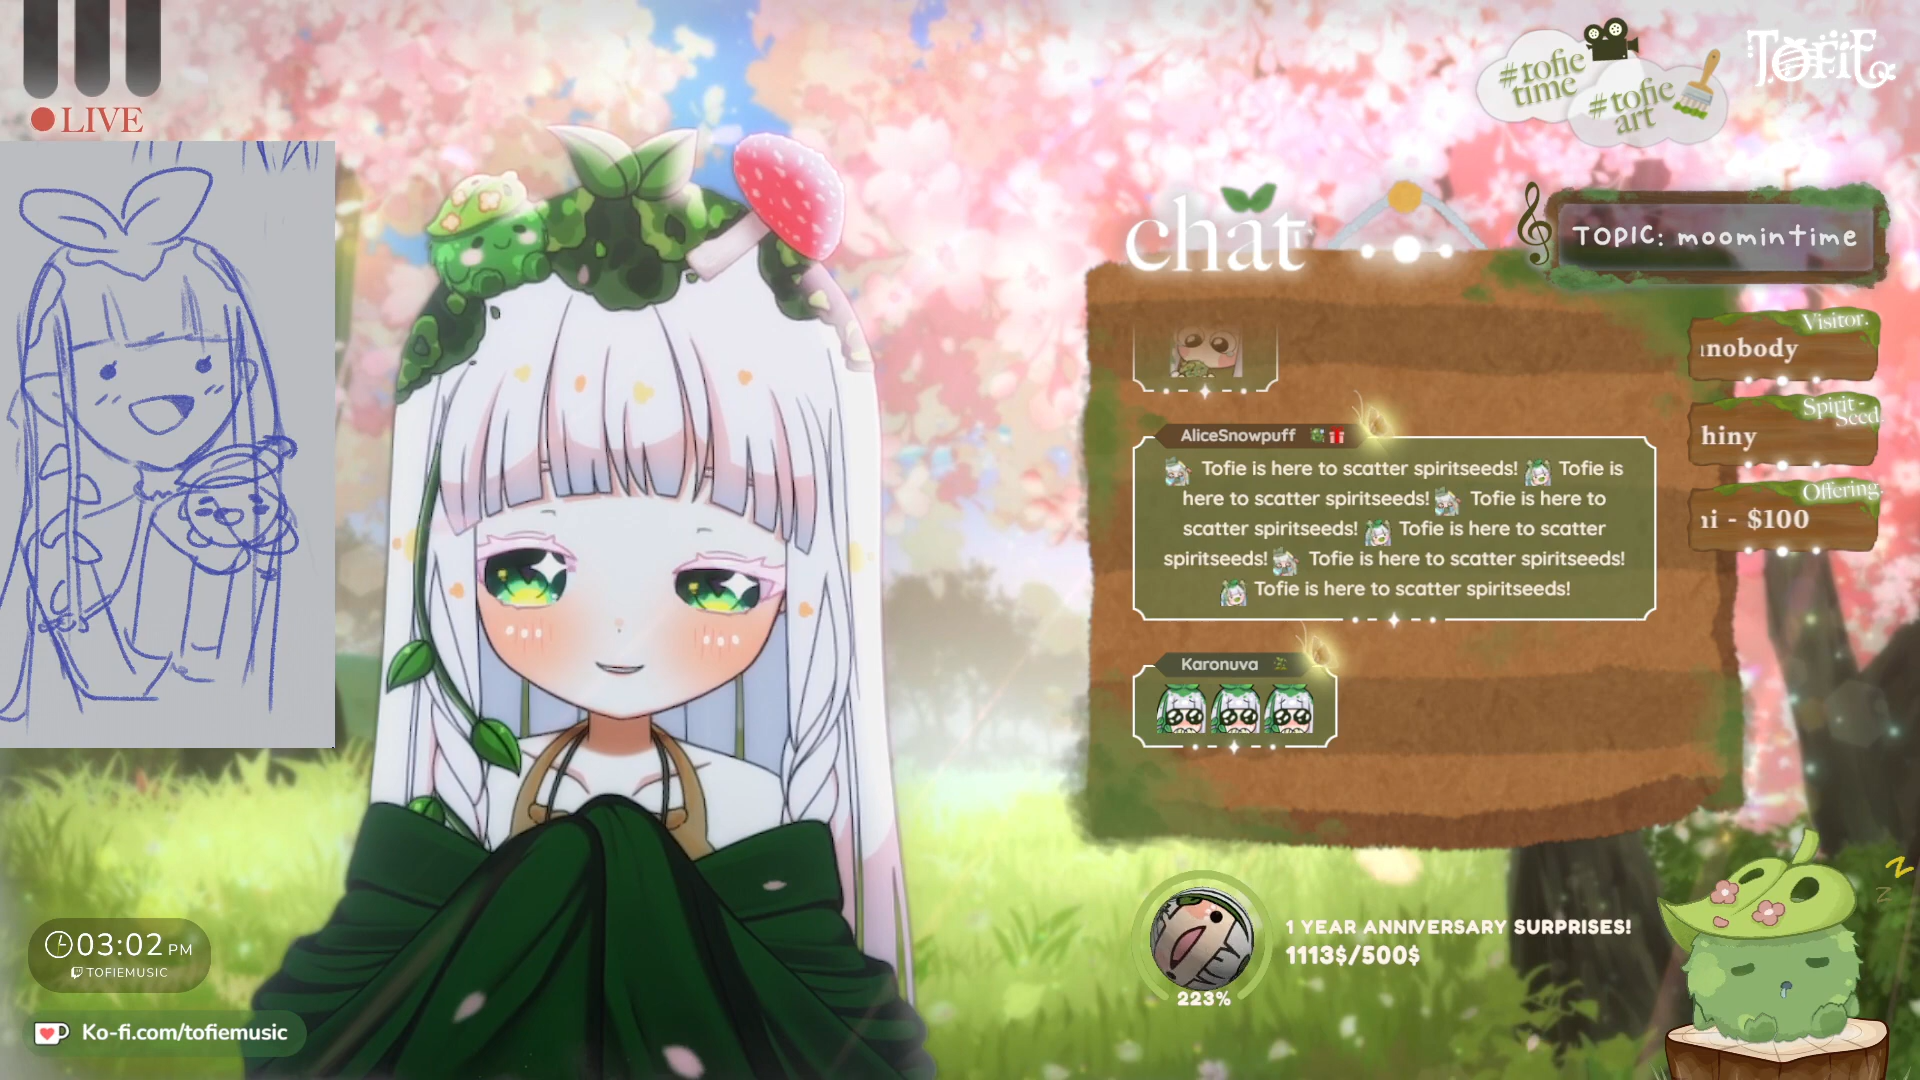 LIVE
#tofie
time
#tofie
art
TOFiE
chat
TOPIC: moomintime
Visitor.
nobody
AliceSnowpuff
Tofie is here to scatter spiritseeds! Tofie is
here to scatter spiritseeds! Tofie is here to
scatter spiritseeds! Tofie is here to scatter
spiritseeds! Tofie is here to scatter spiritseeds!
Tofie is here to scatter spiritseeds!
Spirit-
Seed
hiny
Offering.
ni - $100
Karonuva
1 YEAR ANNIVERSARY SURPRISES!
1113$/500$
223%
03:02 PM
TOFIEMUSIC
Ko-fi.com/tofiemusic
z
z